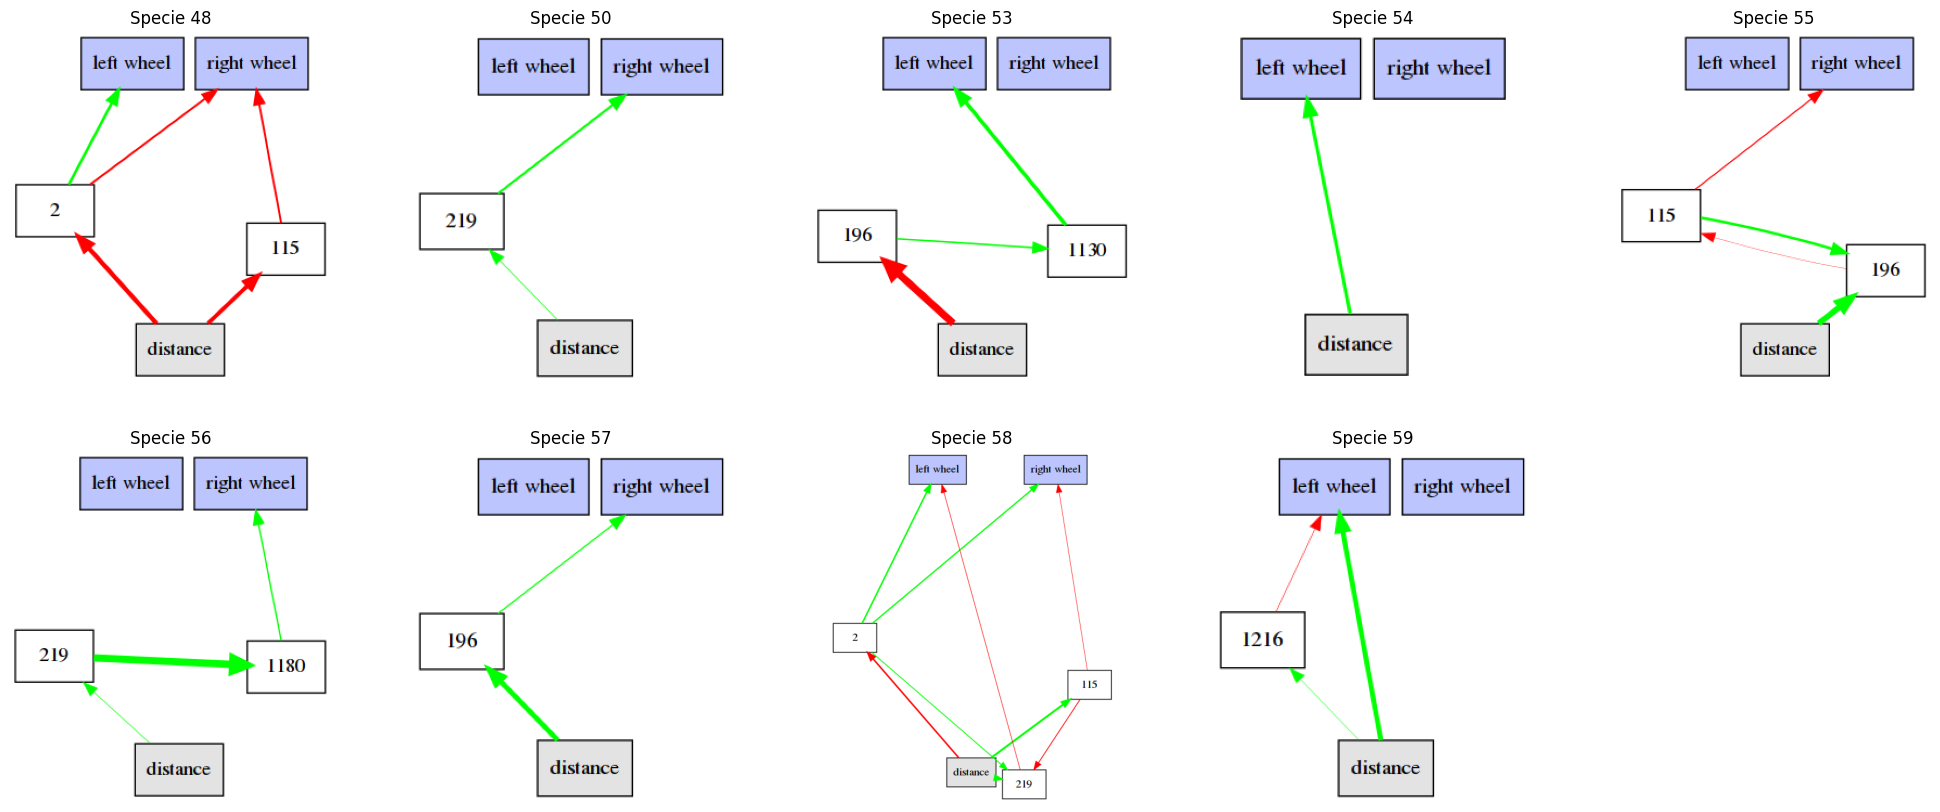 Specie 48
left wheel right wheel
2
115
distance
Specie 50
left wheel right wheel
219
distance
Specie 53
left wheel right wheel
196
1130
distance
Specie 54
left wheel right wheel
distance
Specie 55
left wheel right wheel
115
196
distance
Specie 56
left wheel right wheel
219
1180
distance
Specie 57
left wheel right wheel
196
distance
Specie 58
left wheel right wheel
2
115
distance
219
Specie 59
left wheel right wheel
1216
distance